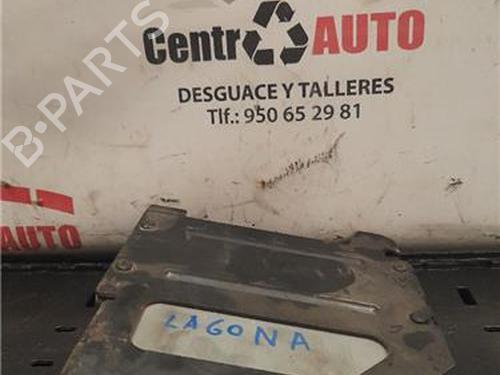 B-PARTS
Centr AUTO
DESGUACE Y TALLERES
Tlf.: 950 65 29 81
AUTO
LAGONA